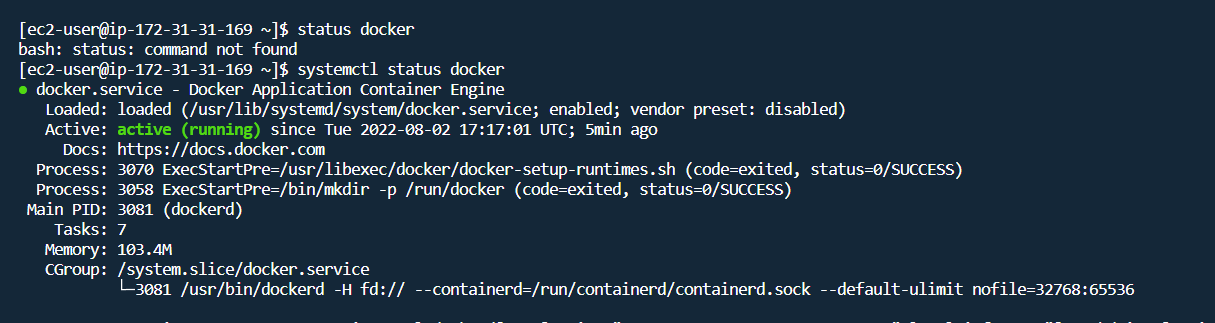 [ec2-user@ip-172-31-31-169 ~]$ status docker
bash: status: command not found
[ec2-user@ip-172-31-31-169 ~]$ systemctl status docker
● docker.service - Docker Application Container Engine
   Loaded: loaded (/usr/lib/systemd/system/docker.service; enabled; vendor preset: disabled)
   Active: active (running) since Tue 2022-08-02 17:17:01 UTC; 5min ago
     Docs: https://docs.docker.com
  Process: 3070 ExecStartPre=/usr/libexec/docker/docker-setup-runtimes.sh (code=exited, status=0/SUCCESS)
  Process: 3058 ExecStartPre=/bin/mkdir -p /run/docker (code=exited, status=0/SUCCESS)
 Main PID: 3081 (dockerd)
    Tasks: 7
   Memory: 103.4M
   CGroup: /system.slice/docker.service
           └─3081 /usr/bin/dockerd -H fd:// --containerd=/run/containerd/containerd.sock --default-ulimit nofile=32768:65536